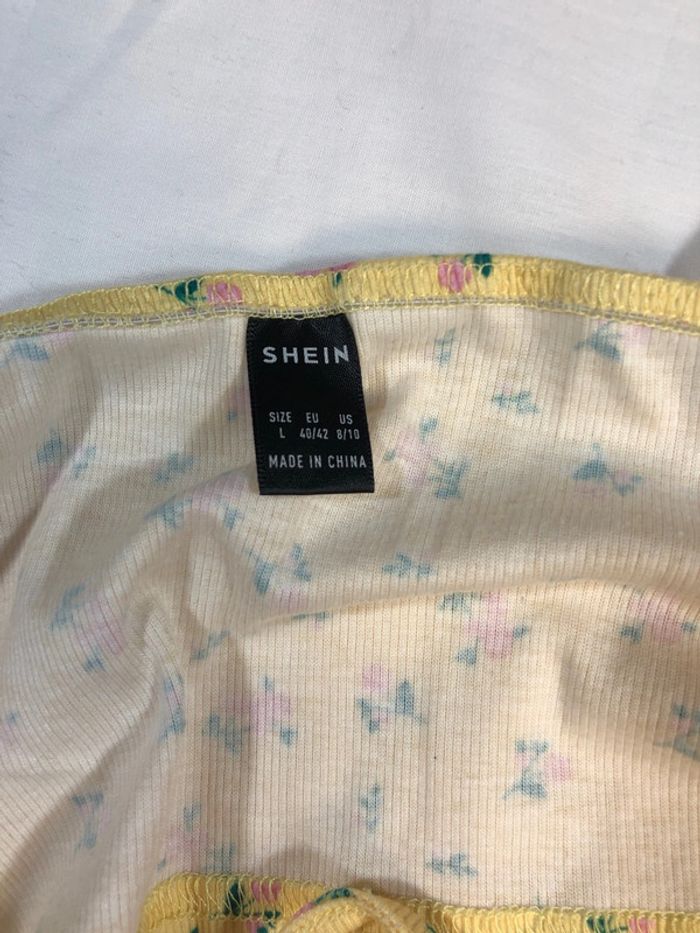 SHEIN
SIZE EU US
L 40/42 8/10
MADE IN CHINA